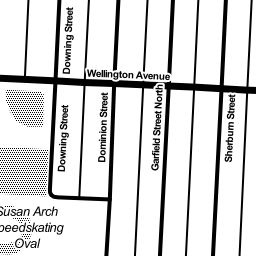 Downing Street
Wellington Avenue
Downing Street
Dominion Street
Garfield Street North
Sherburn Street
Susan Arch
peedskating
Oval